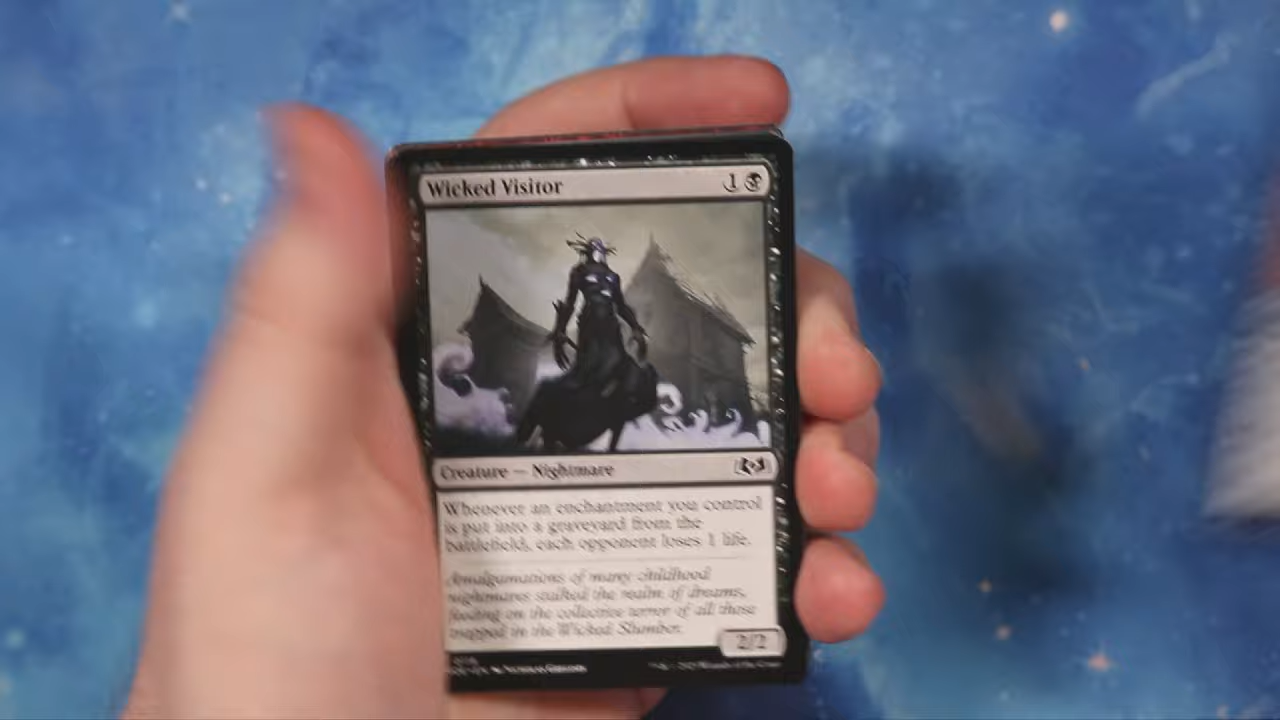 Wicked Visitor 1
Creature — Nightmare
Whenever an enchantment you control
is put into a graveyard from the
battlefield, each opponent loses 1 life.
Amalgamations of many childhood
nightmares stalked the realm of dreams,
feeding on the collective terror of all those
trapped in the Wicked Slumber.
2/2